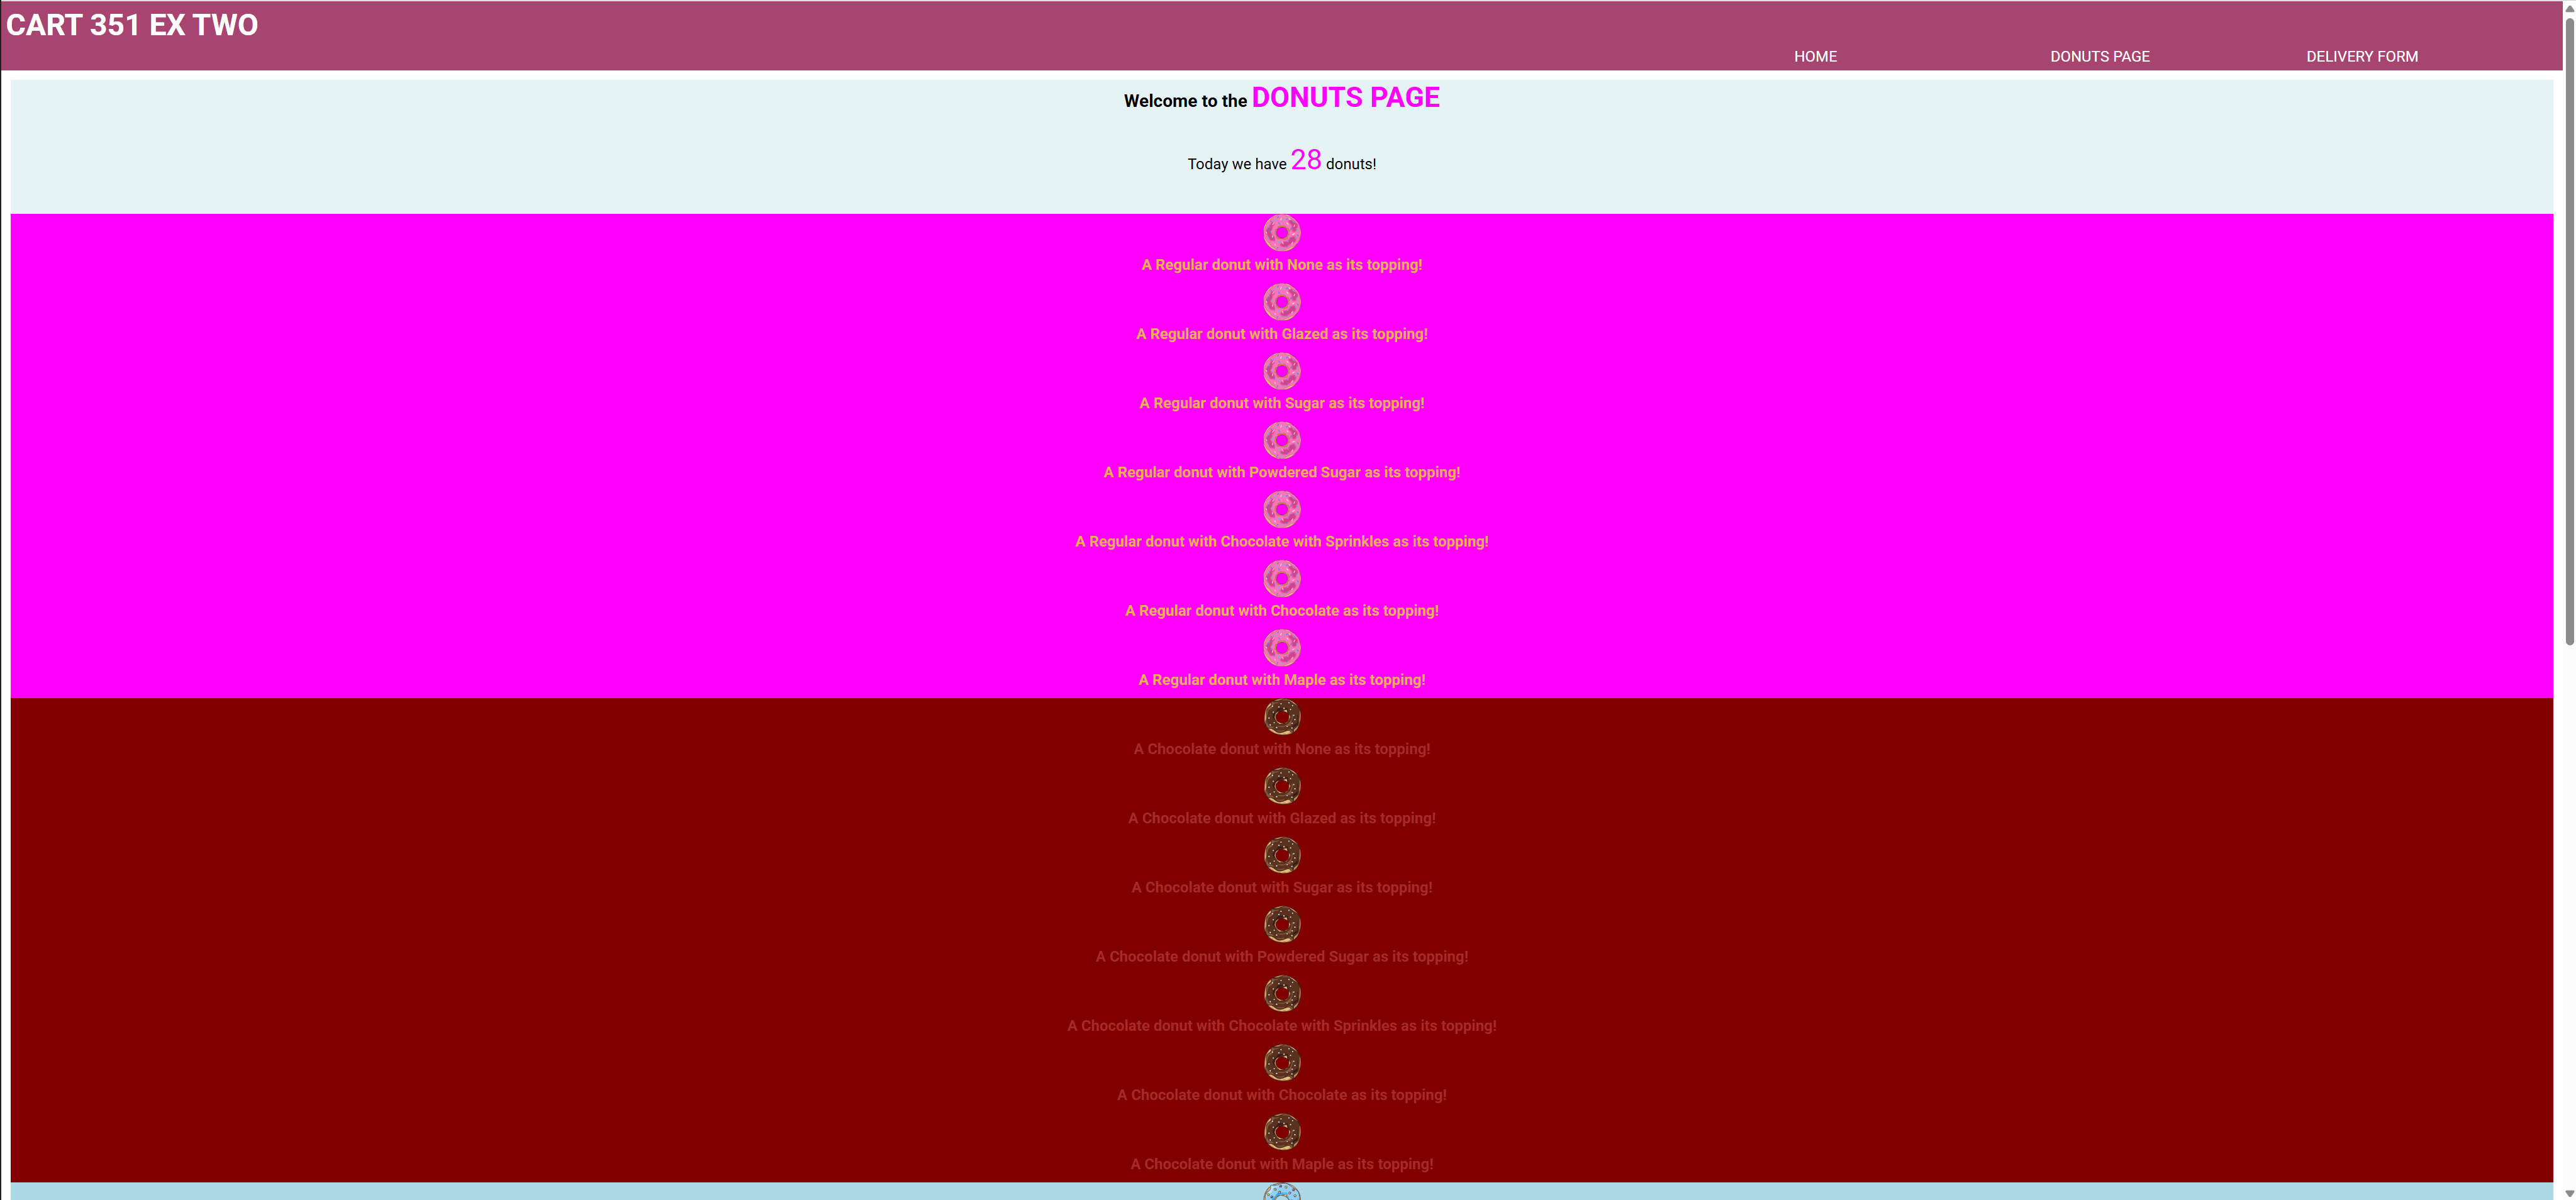 CART 351 EX TWO
HOME DONUTS PAGE DELIVERY FORM
Welcome to the DONUTS PAGE
Today we have 28 donuts!
A Regular donut with None as its topping!
A Regular donut with Glazed as its topping!
A Regular donut with Sugar as its topping!
A Regular donut with Powdered Sugar as its topping!
A Regular donut with Chocolate with Sprinkles as its topping!
A Regular donut with Chocolate as its topping!
A Regular donut with Maple as its topping!
A Chocolate donut with None as its topping!
A Chocolate donut with Glazed as its topping!
A Chocolate donut with Sugar as its topping!
A Chocolate donut with Powdered Sugar as its topping!
A Chocolate donut with Chocolate with Sprinkles as its topping!
A Chocolate donut with Chocolate as its topping!
A Chocolate donut with Maple as its topping!